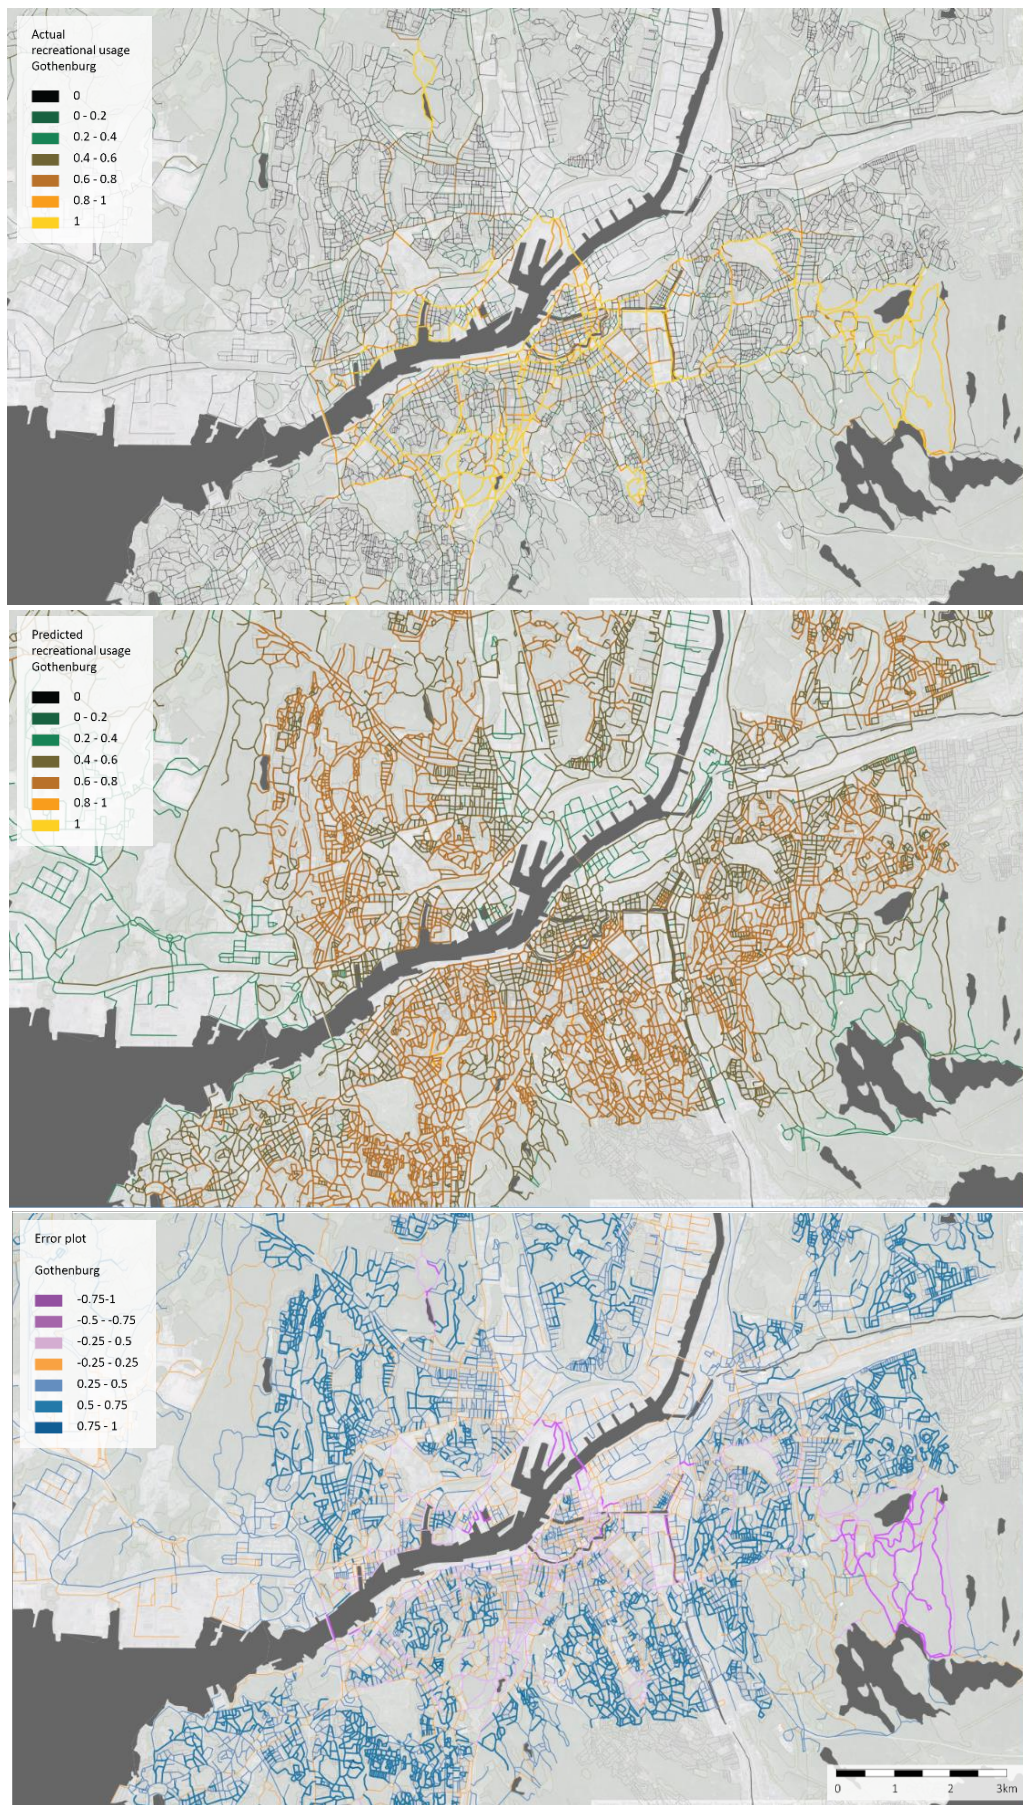 Actual
recreational usage
Gothenburg
0
0 - 0.2
0.2 - 0.4
0.4 - 0.6
0.6 - 0.8
0.8 - 1
1
Predicted
recreational usage
Gothenburg
0
0 - 0.2
0.2 - 0.4
0.4 - 0.6
0.6 - 0.8
0.8 - 1
1
Error plot
Gothenburg
-0.75-1
-0.5 - -0.75
-0.25 - 0.5
-0.25 - 0.25
0.25 - 0.5
0.5 - 0.75
0.75 - 1
0 1 2 3km